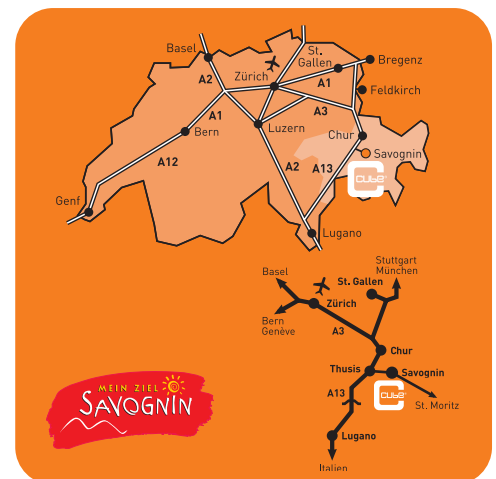 Basel
St.
Gallen
Bregenz
Zürich
A2
A1
Feldkirch
A1
A3
Bern
Luzern
Chur
Savognin
A12
A2
A13
CUBE
Genf
Lugano
Stuttgart
München
Basel
St. Gallen
Zürich
Bern
Genève
A3
Chur
Thusis
Savognin
MEIN ZIEL
SAVOGNIN
A13
CUBE
St. Moritz
Lugano
Italien